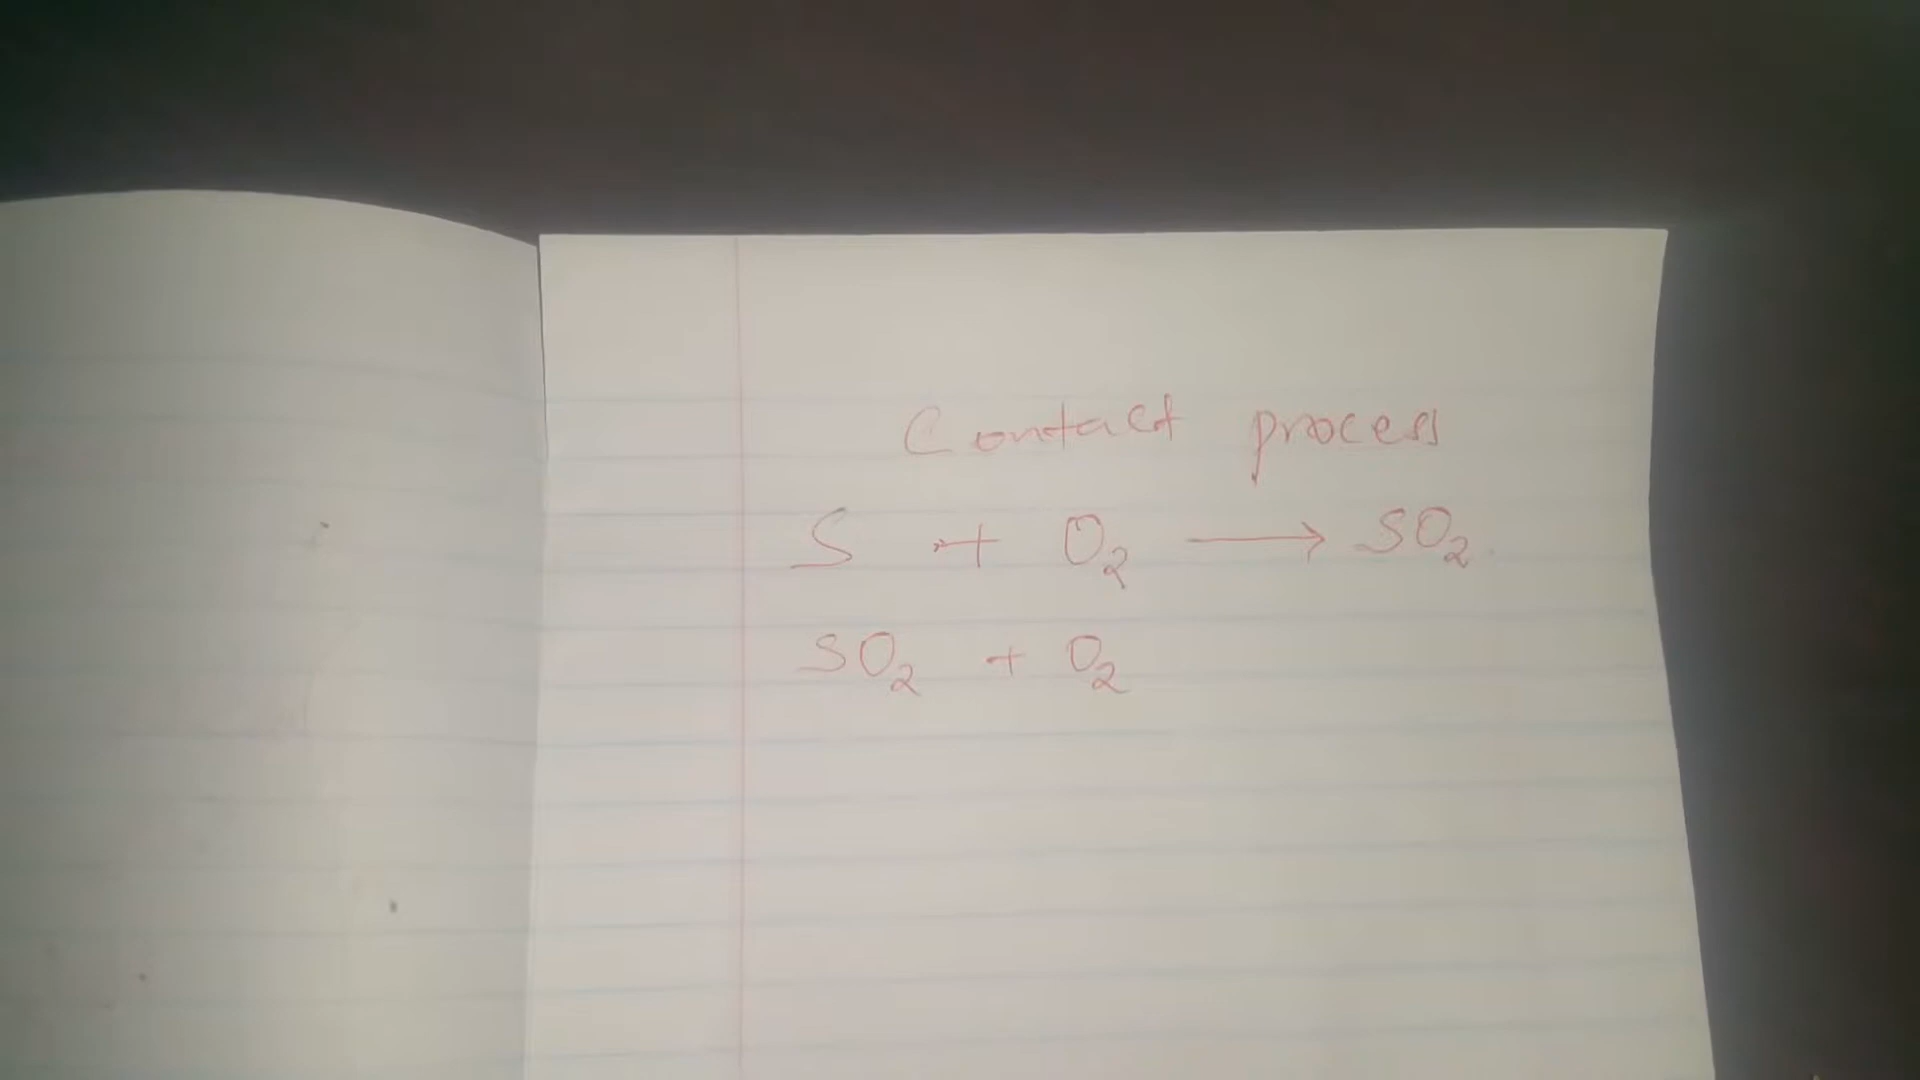 Contact process
S + O₂ → SO₂
SO₂ + O₂